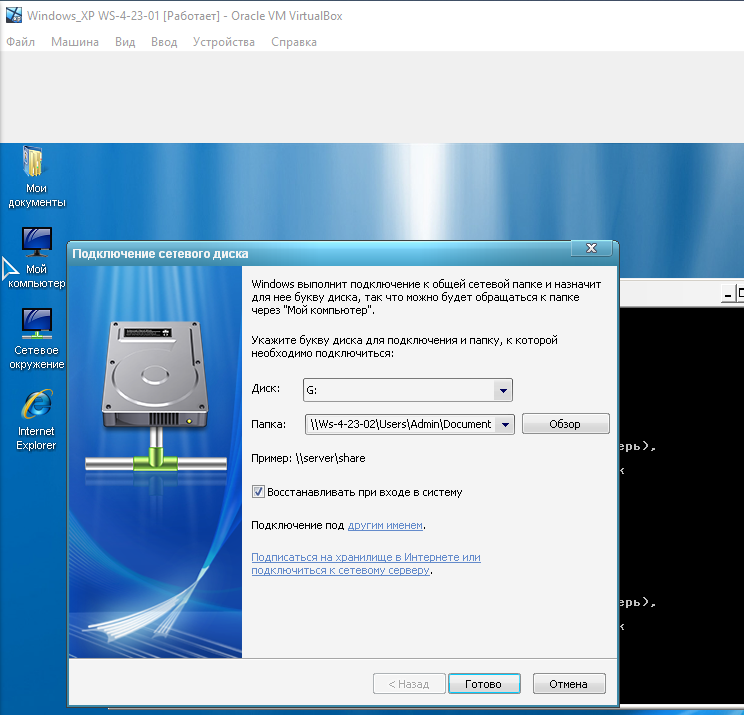 Windows_XP WS-4-23-01 [Работает] - Oracle VM VirtualBox
Файл Машина Вид Ввод Устройства Справка
Мои
документы
Мой
компьютер
Сетевое
окружение
Internet
Explorer
Подключение сетевого диска
Windows выполнит подключение к общей сетевой папке и назначит
для нее букву диска, так что можно будет обращаться к папке
через "Мой компьютер".
Укажите букву диска для подключения и папку, к которой
необходимо подключиться:
Диск: G:
Папка: \\Ws-4-23-02\Users\Admin\Document Обзор
Пример: \\server\share
Восстанавливать при входе в систему
Подключение под другим именем.
Подписаться на хранилище в Интернете или
подключиться к сетевому серверу.
< Назад Готово Отмена
ерь),
к
ерь),
к